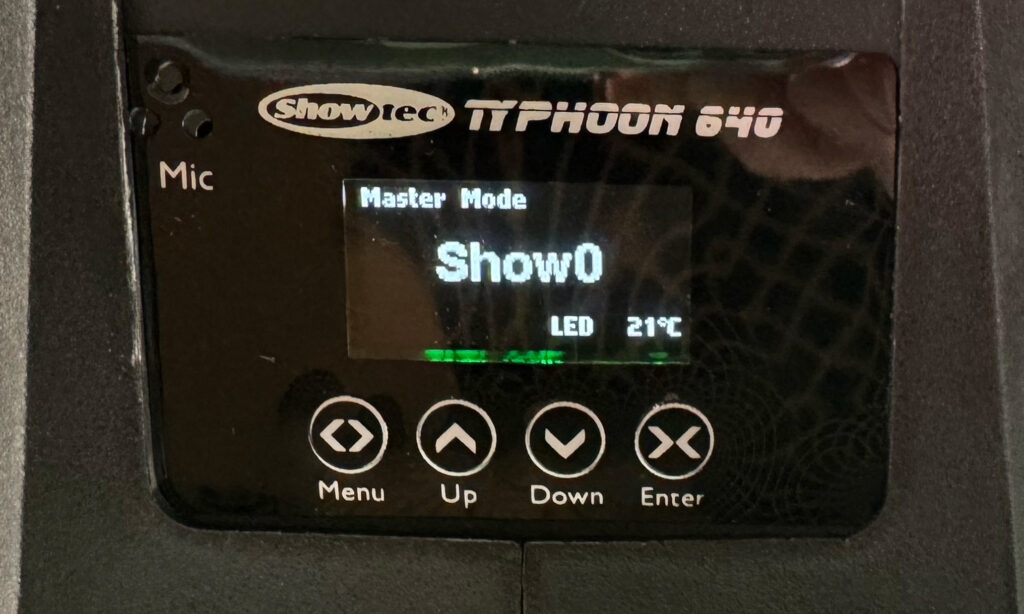 Showtec TYPHOON 640
Mic
Master Mode
Show0
LED 21°C
Menu Up Down Enter